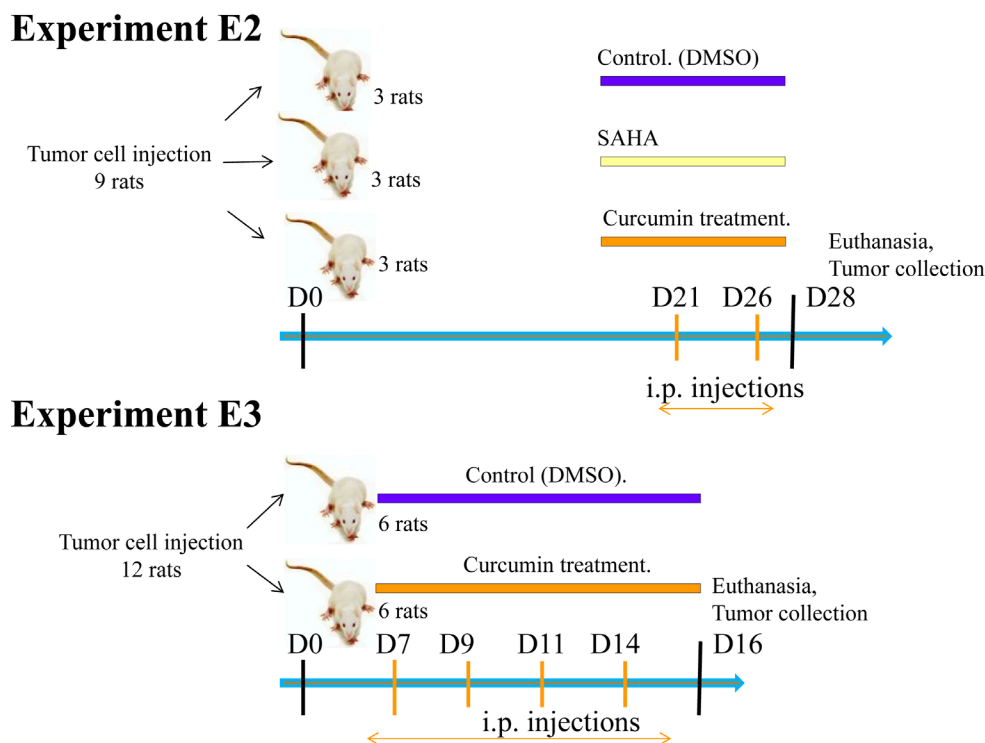 Experiment E2
Control. (DMSO)
3 rats
SAHA
Tumor cell injection
9 rats
3 rats
Curcumin treatment.
3 rats
Euthanasia,
Tumor collection
D0
D21
D26
D28
i.p. injections
Experiment E3
Control (DMSO).
6 rats
Tumor cell injection
12 rats
Curcumin treatment.
6 rats
Euthanasia,
Tumor collection
D0
D7
D9
D11
D14
D16
i.p. injections